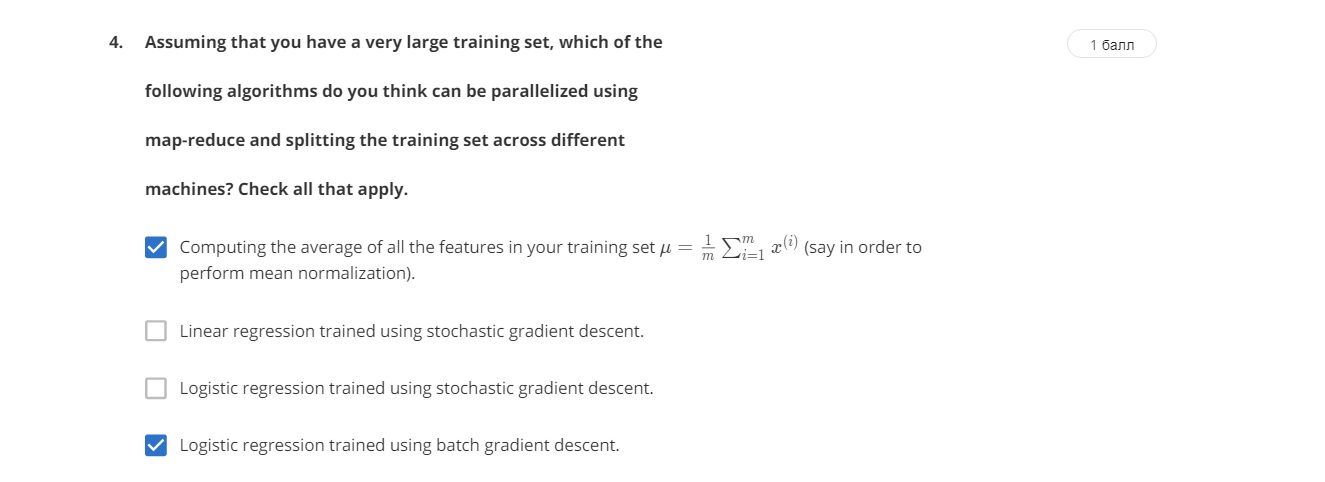 4. Assuming that you have a very large training set, which of the 1 балл
following algorithms do you think can be parallelized using
map-reduce and splitting the training set across different
machines? Check all that apply.
Computing the average of all the features in your training set $\mu = \frac{1}{m} \sum_{i=1}^{m} x^{(i)}$ (say in order to
perform mean normalization).
Linear regression trained using stochastic gradient descent.
Logistic regression trained using stochastic gradient descent.
Logistic regression trained using batch gradient descent.